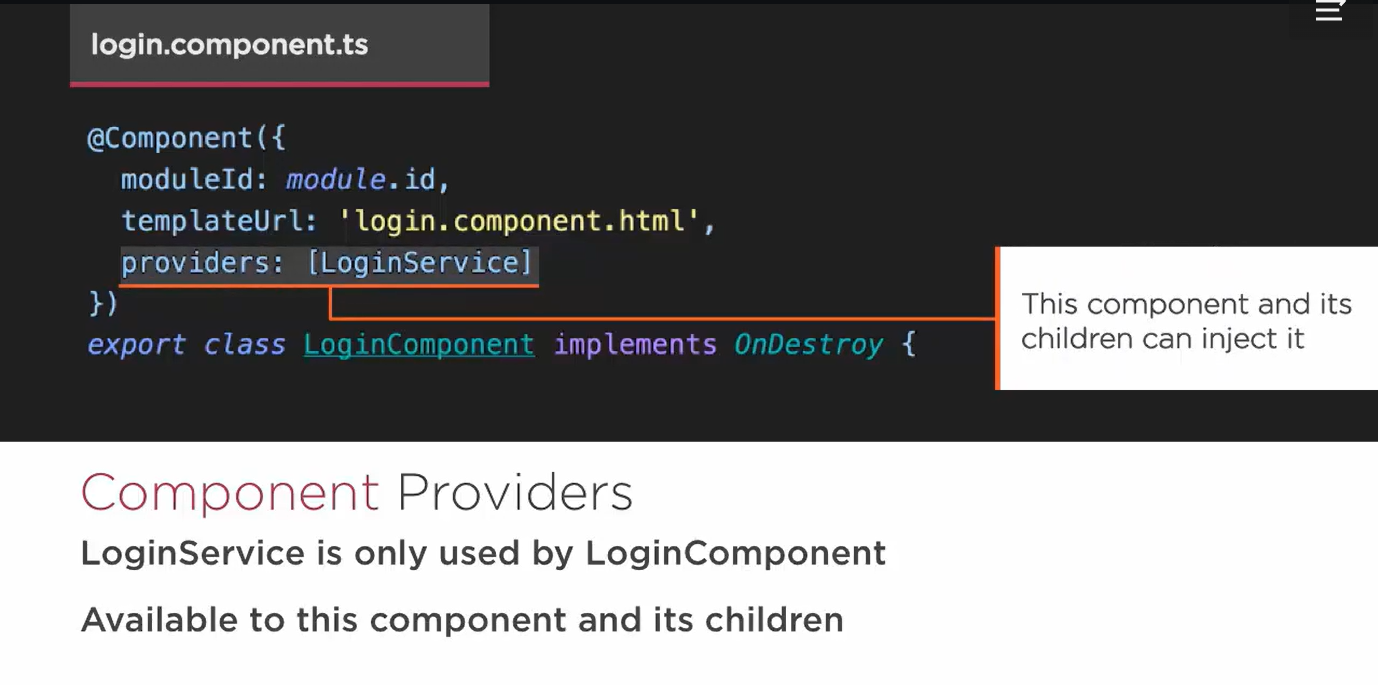 login.component.ts
@Component({
moduleId: module.id,
templateUrl: 'login.component.html',
providers: [LoginService]
})
export class LoginComponent implements OnDestroy {
This component and its
children can inject it
Component Providers
LoginService is only used by LoginComponent
Available to this component and its children